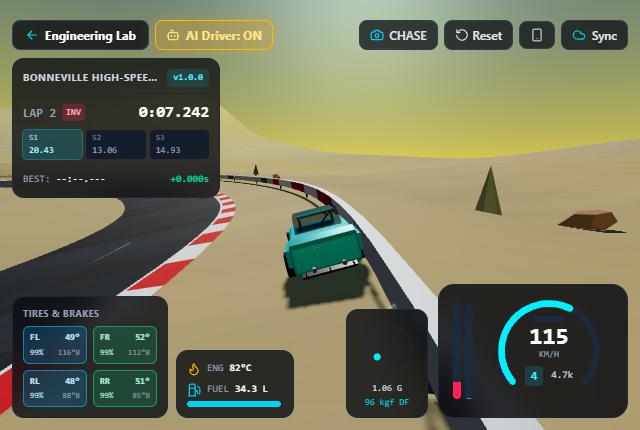 Engineering Lab
AI Driver: ON
CHASE
Reset
Sync
BONNEVILLE HIGH-SPEE... v1.0.0
LAP 2 INV 0:07.242
S1 S2 S3
20.43 13.06 14.93
BEST: --:--.--- +0.000s
TIRES & BRAKES
FL 49° FR 52°
99% 116°B 99% 112°B
RL 48° RR 51°
99% 88°B 99% 85°B
ENG 82°C
FUEL 34.3 L
1.06 G
96 kgf DF
115
KM/H
4 4.7k